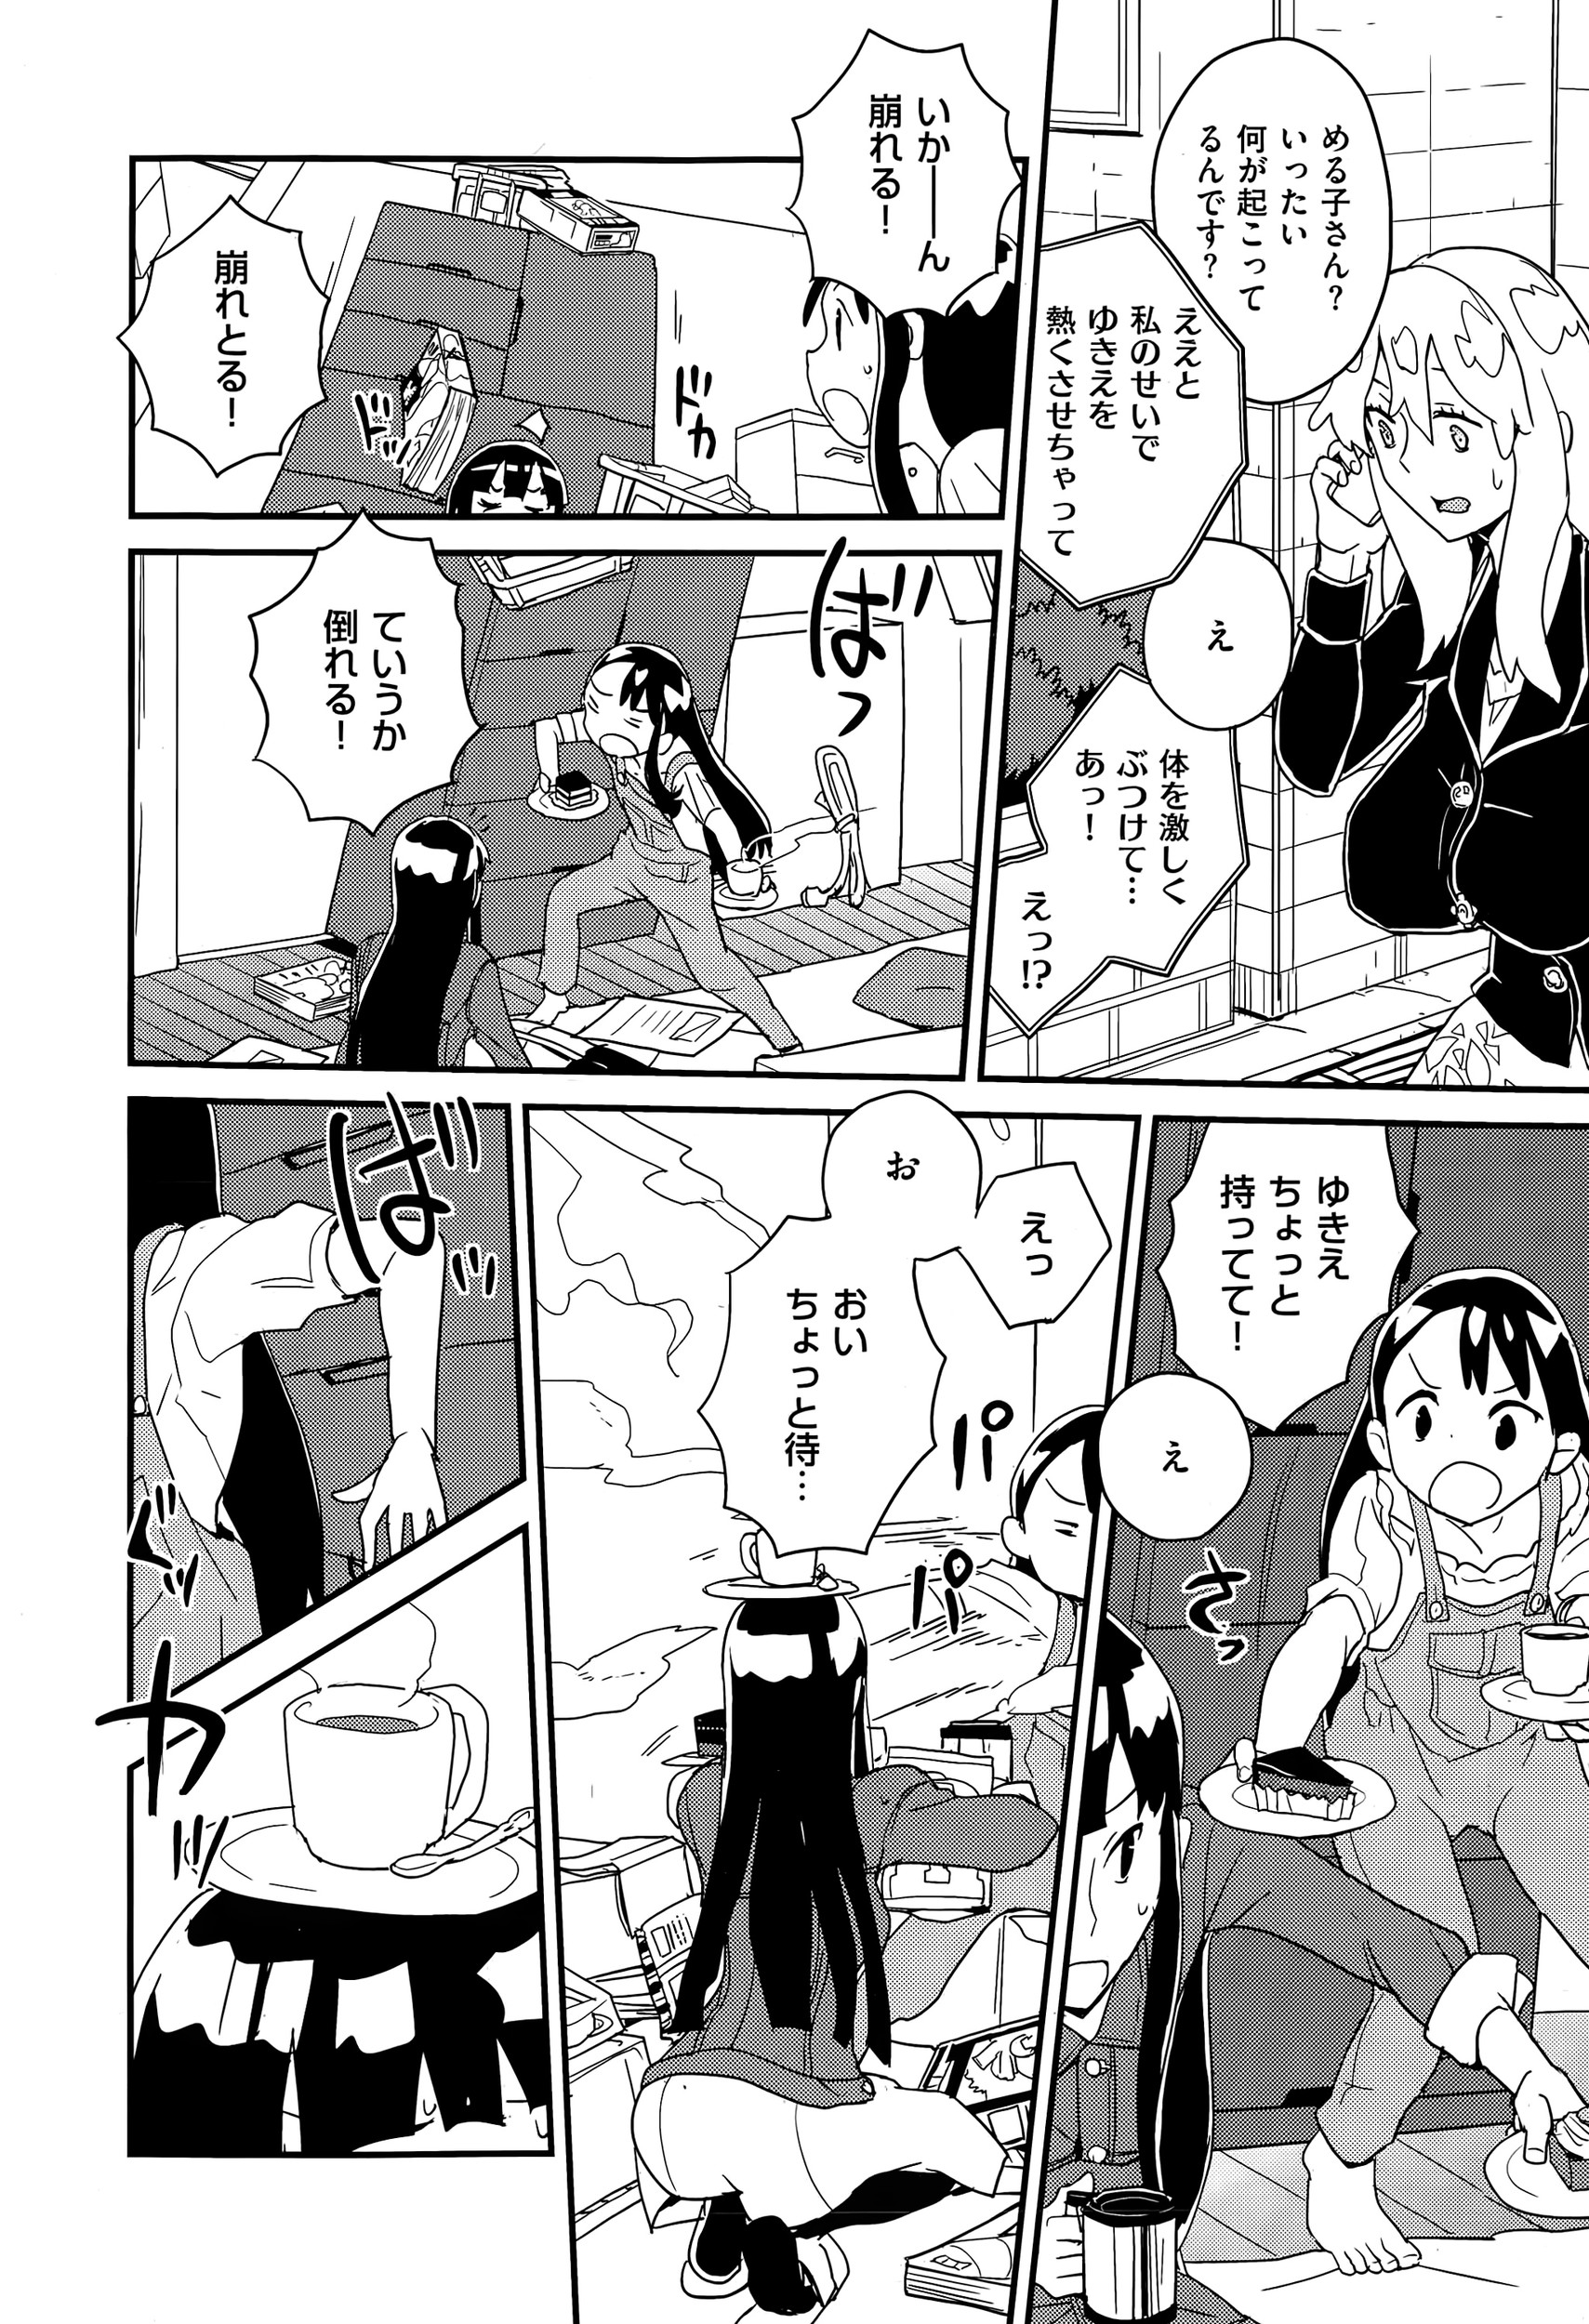 める子さん?
いったい
何が起こって
るんです?
ええと
私のせいで
ゆきえを
熱くさせちゃって
え
体を激しく
ぶつけて…
あっ!
えっ!?
いか――ん
崩れる!
ドカ
ドドッ
崩れとる!
ばっ
ていうか
倒れる!
ゆきえ
ちょっと
持ってて!
え
さっ
えっ
お
おい
ちょっと待…
パ
パ
ばっ
ぐッ
カッ